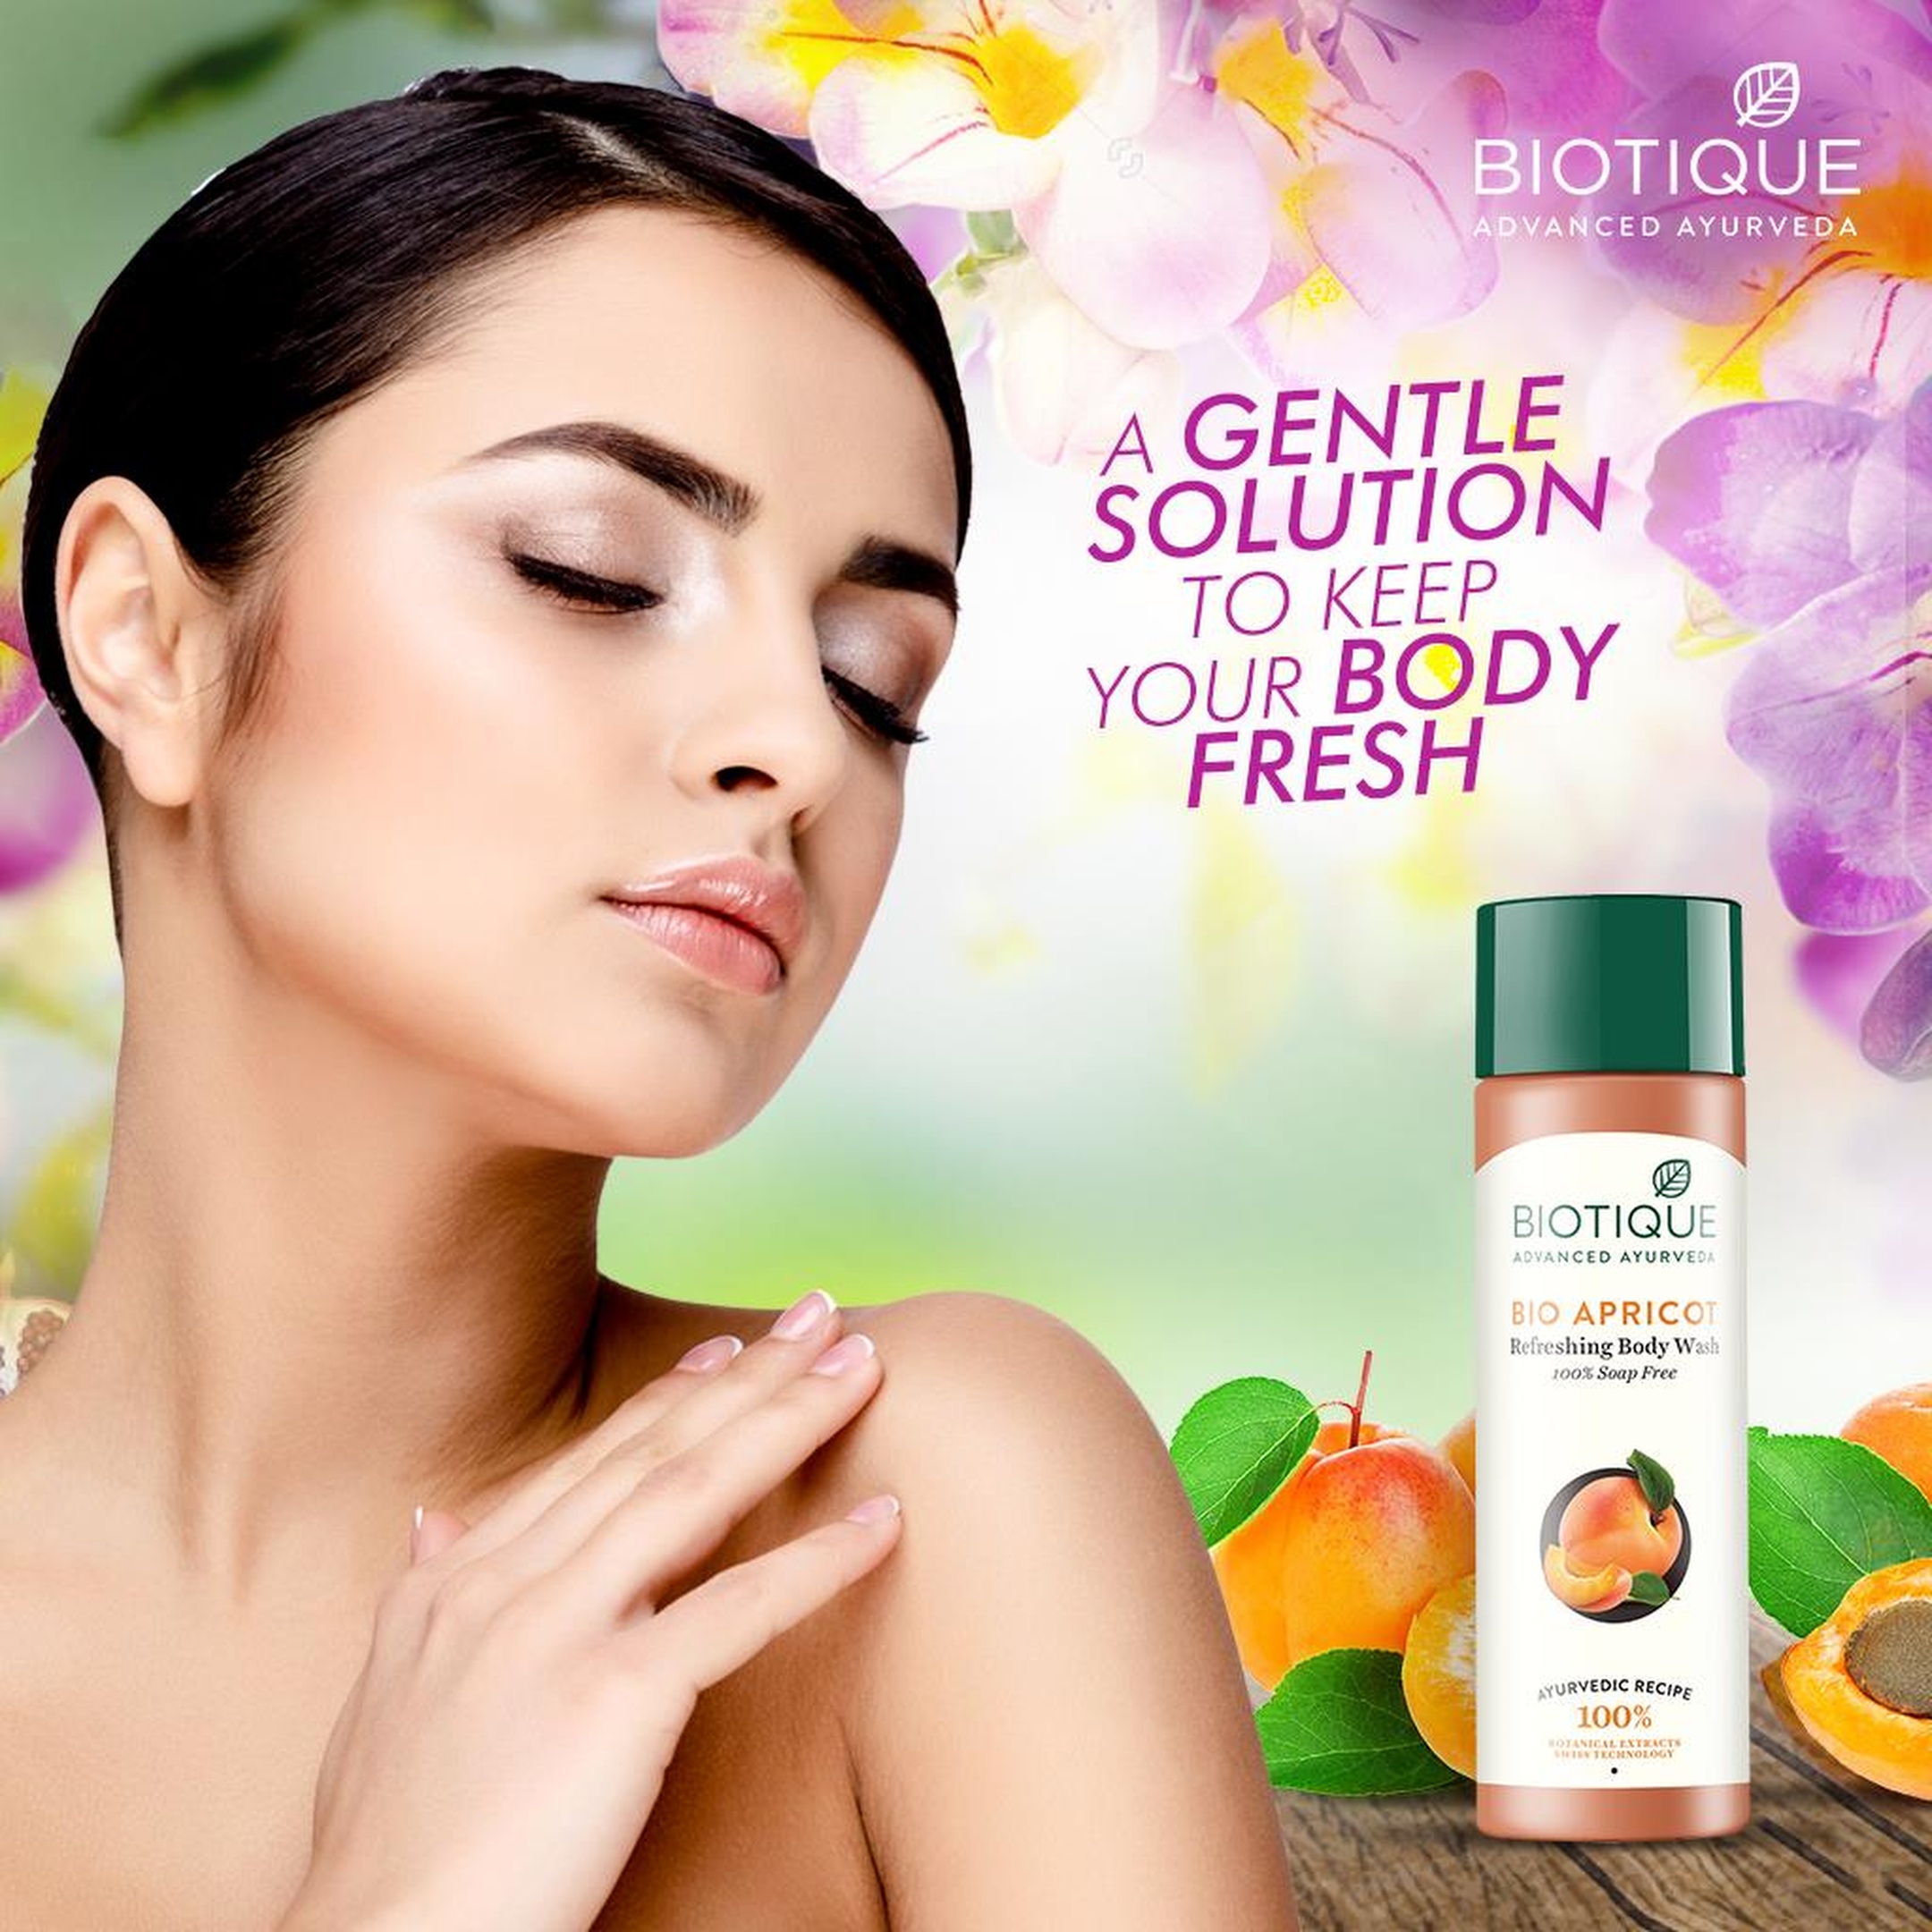 BIOTIQUE
ADVANCED AYURVEDA
A GENTLE
SOLUTION
TO KEEP
YOUR BODY
FRESH
BIOTIQUE
ADVANCED AYURVEDA
BIO APRICOT
Refreshing Body Wash
100% Soap Free
AYURVEDIC RECIPE
100%
BOTANICAL EXTRACTS
SWISS TECHNOLOGY